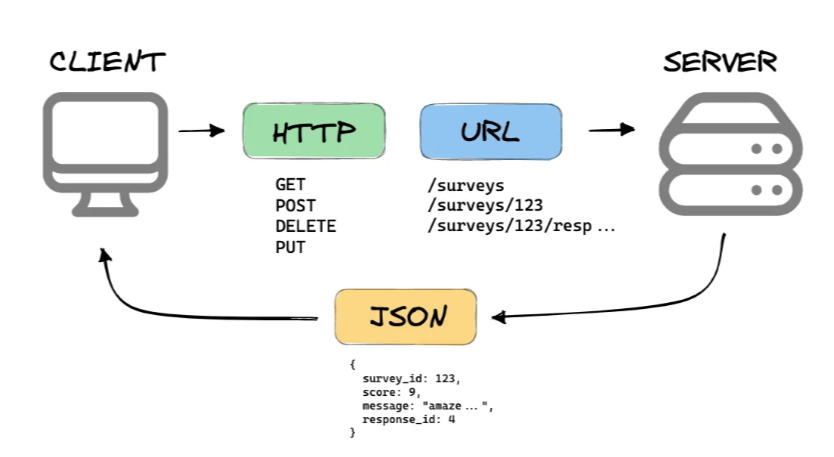 CLIENT
SERVER
HTTP
URL
GET
POST
DELETE
PUT
/surveys
/surveys/123
/surveys/123/resp...
JSON
{
survey_id: 123,
score: 9,
message: "amaze...",
response_id: 4
}